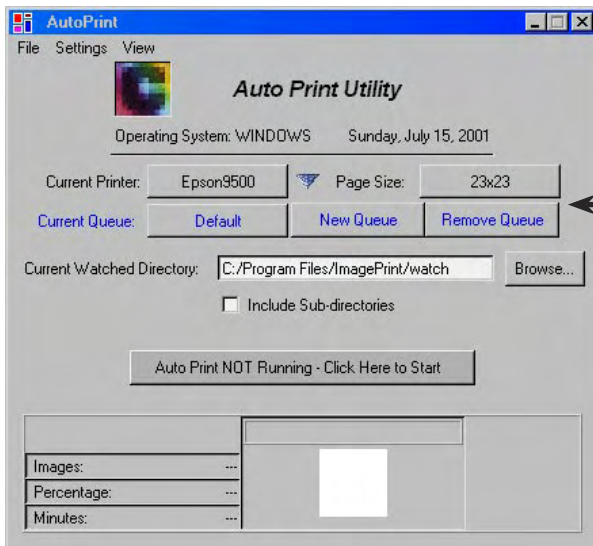 AutoPrint
File Settings View
Auto Print Utility
Operating System: WINDOWS Sunday, July 15, 2001
Current Printer: Epson9500 Page Size: 23x23
Current Queue: Default New Queue Remove Queue
Current Watched Directory: C:/Program Files/ImagePrint/watch Browse...
Include Sub-directories
Auto Print NOT Running - Click Here to Start
Images: ---
Percentage: ---
Minutes: ---